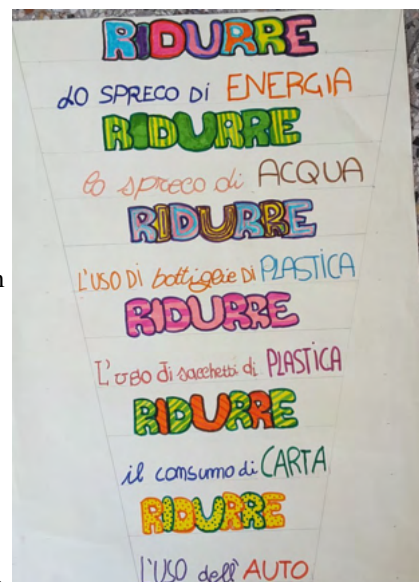 RIDURRE
LO SPRECO DI ENERGIA
RIDURRE
lo spreco di ACQUA
RIDURRE
L'USO DI bottiglie DI PLASTICA
RIDURRE
L'uso di sacchetti di PLASTICA
RIDURRE
il consumo di CARTA
RIDURRE
l'USO dell'AUTO